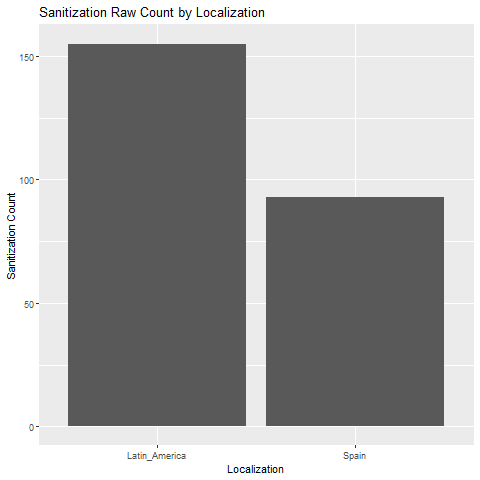 Sanitization Raw Count by Localization
Sanitization Count
150
100
50
0
Latin_America
Spain
Localization